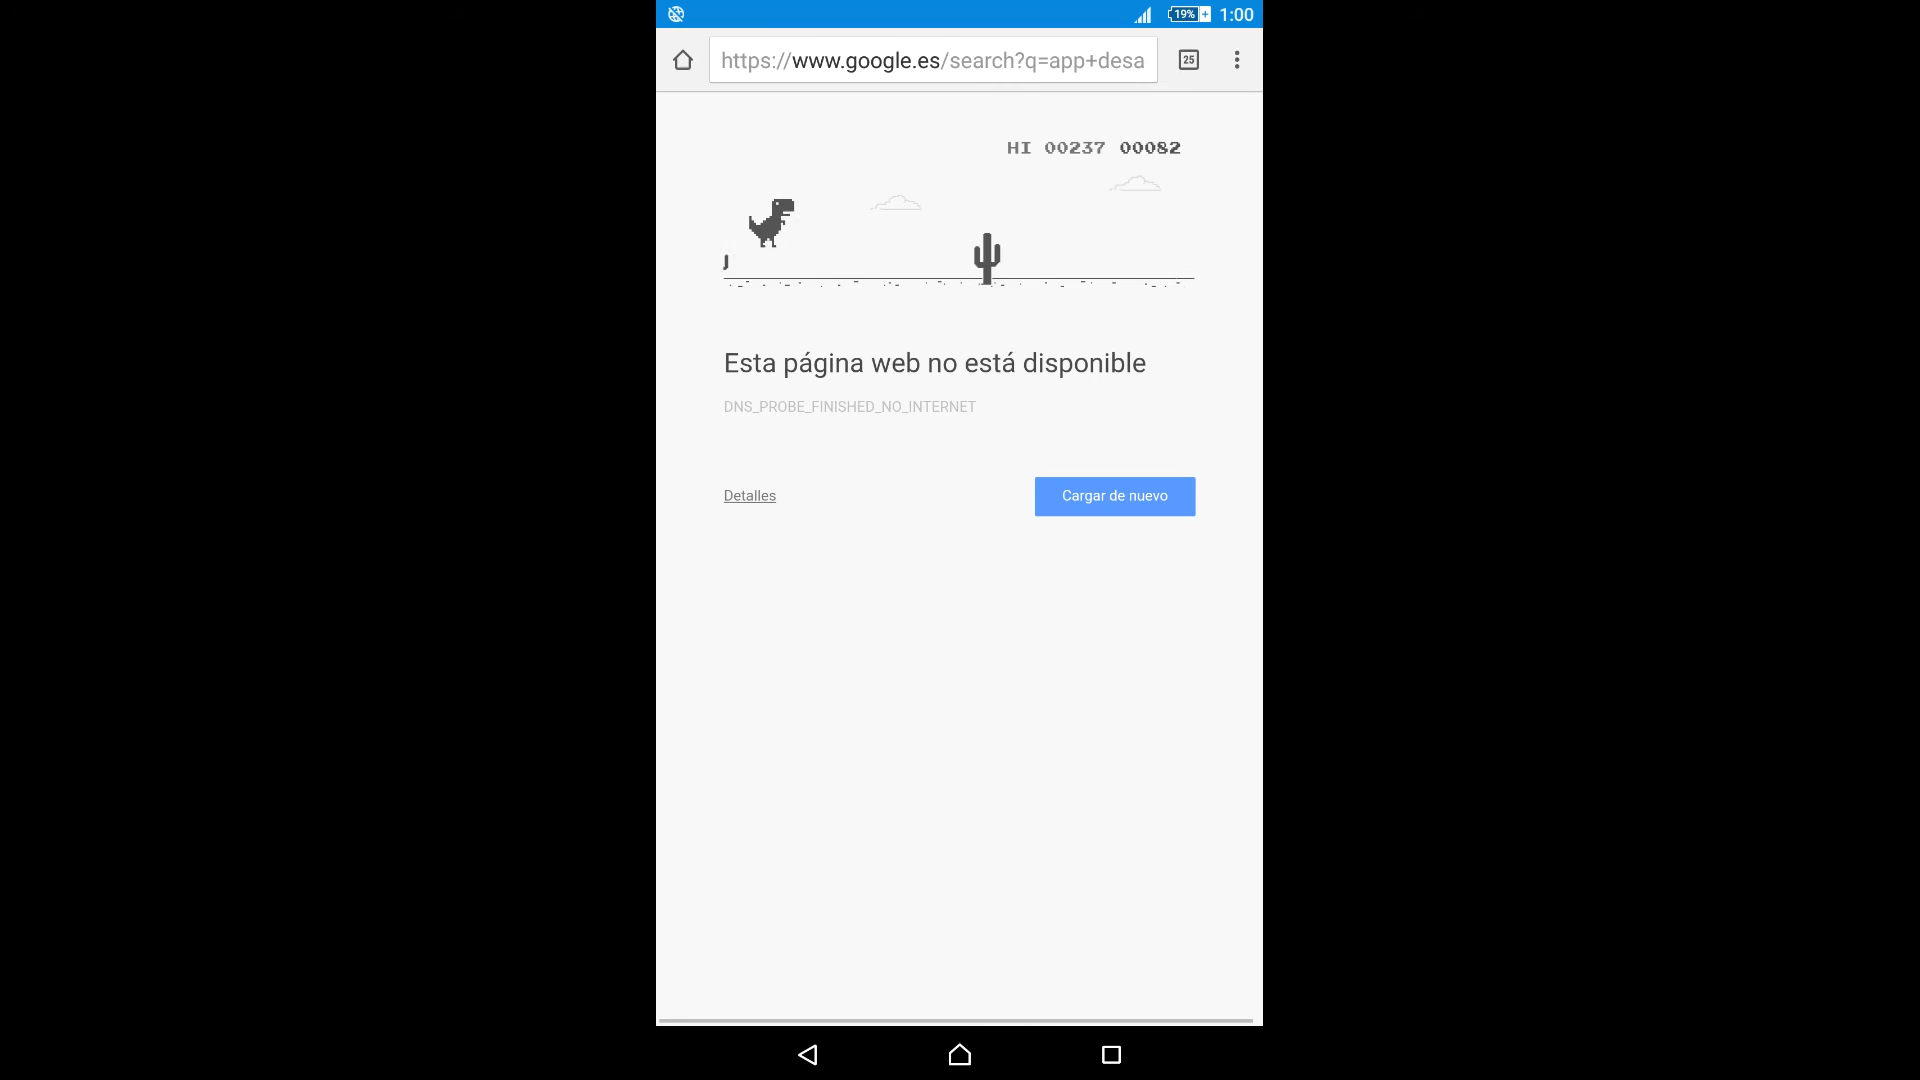 19% 1:00
https://www.google.es/search?q=app+desa 25
HI 00237 00082
Esta página web no está disponible
DNS_PROBE_FINISHED_NO_INTERNET
Detalles Cargar de nuevo